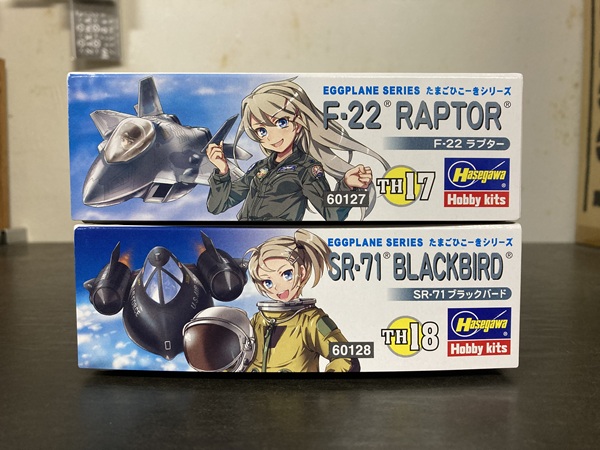 EGGPLANE SERIES たまごひこーきシリーズ
F-22® RAPTOR®
F-22 ラプター
60127 TH17 Hasegawa
Hobby kits
EGGPLANE SERIES たまごひこーきシリーズ
SR-71® BLACKBIRD®
SR-71 ブラックバード
60128 TH18 Hasegawa
Hobby kits